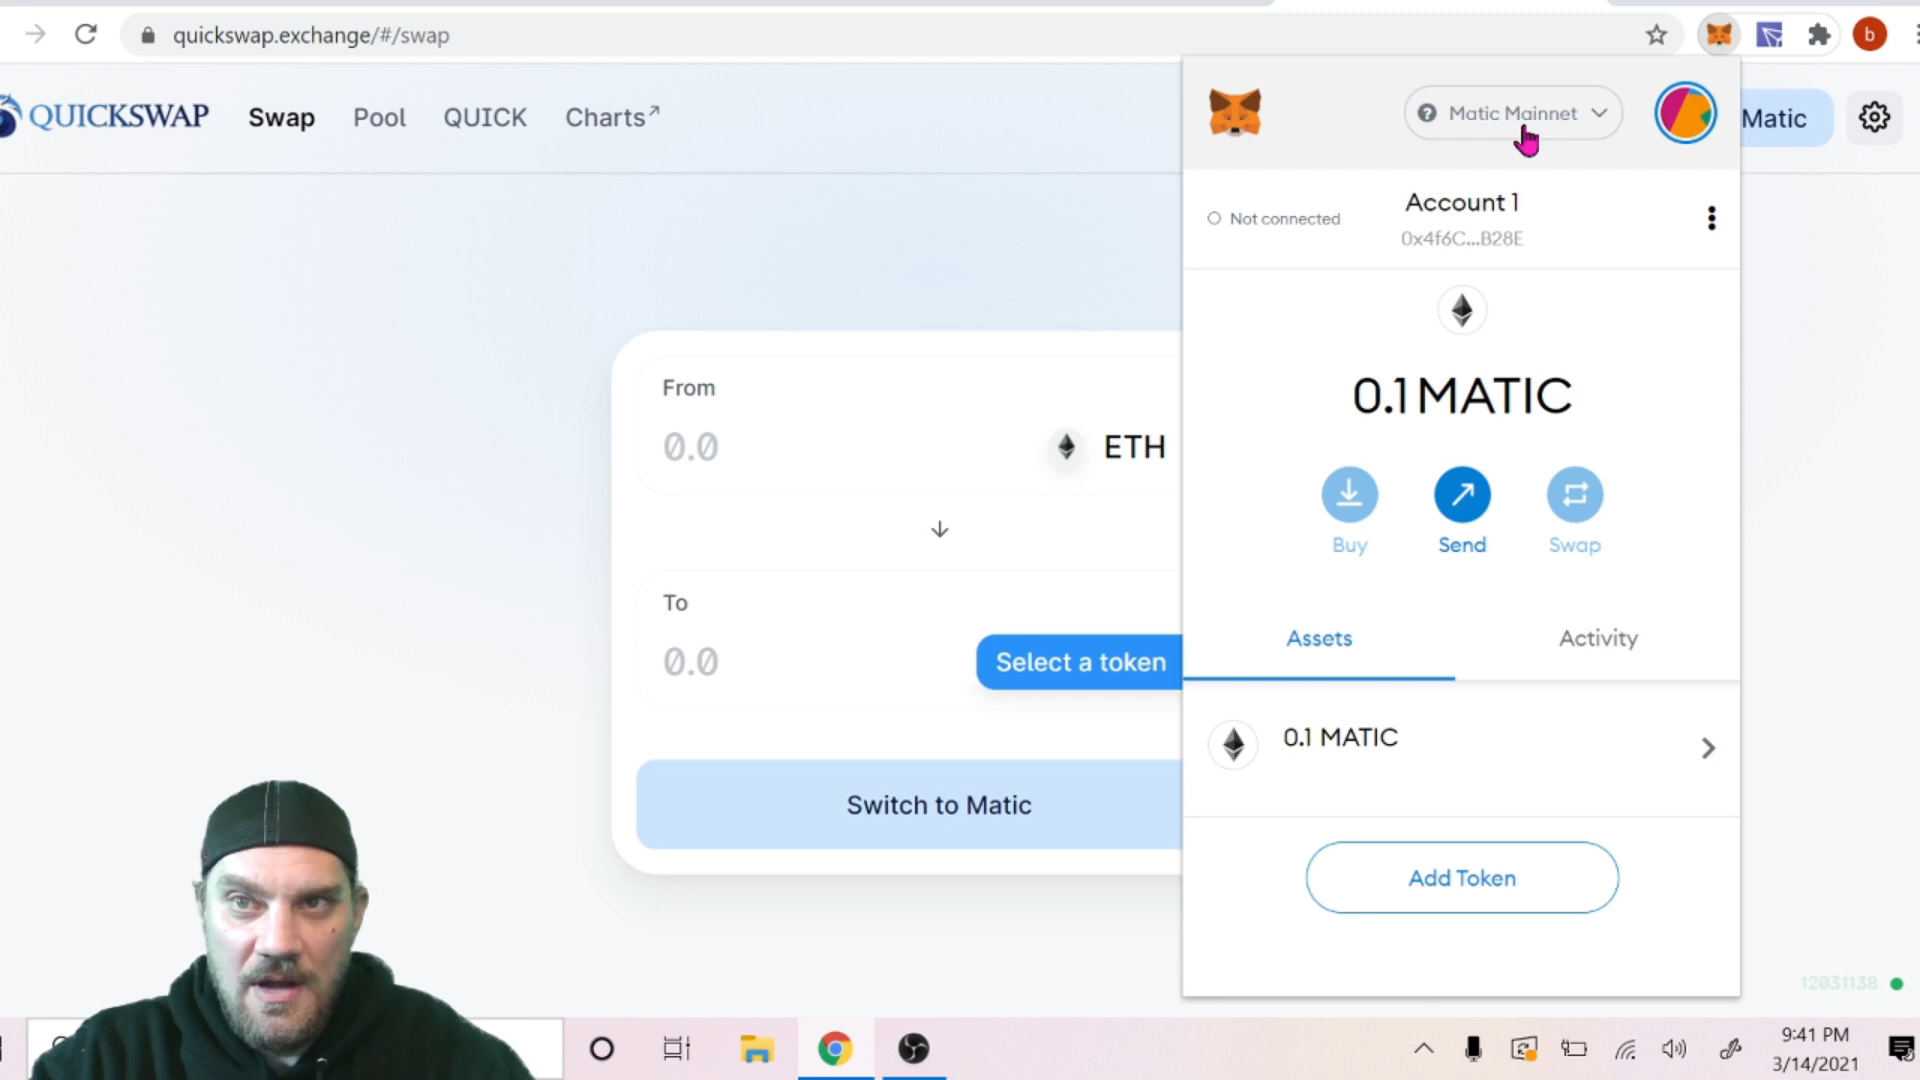 quickswap.exchange/#/swap
b
QUICKSWAP
Swap
Pool
QUICK
Charts↗
Matic Mainnet
Matic
Not connected
Account 1
0x4f6C...B28E
0.1 MATIC
Buy
Send
Swap
Assets
Activity
0.1 MATIC
Add Token
From
0.0
ETH
To
0.0
Select a token
Switch to Matic
12031138
9:41 PM
3/14/2021